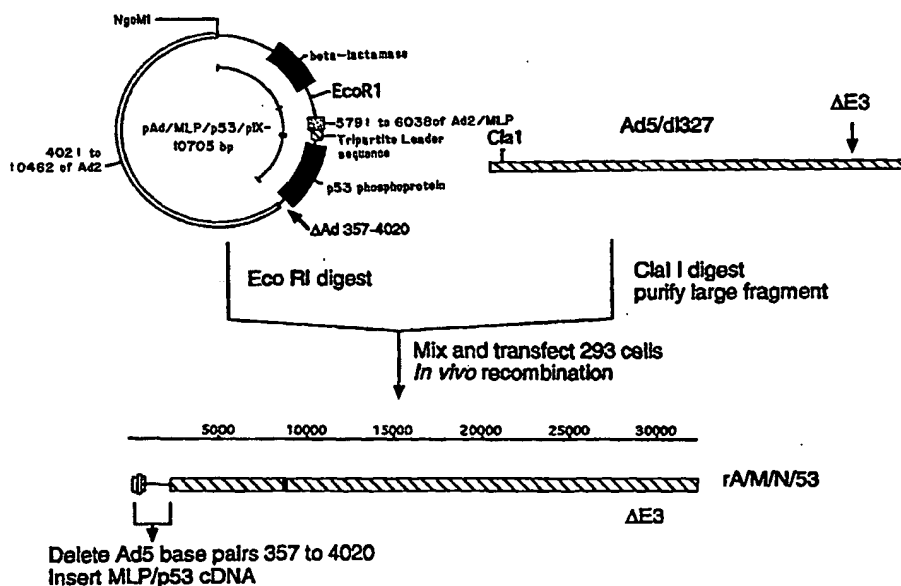 NgoM1
beta-lactamase
EcoR1
5791 to 6038of Ad2/MLP
Tripartite Leader
sequence
pAd/MLP/p53/pIX-
10705 bp
4021 to
10462 of Ad2
p53 phosphoprotein
ΔAd 357-4020
Ad5/dl327
ΔE3
Cla1
Eco RI digest
ClaI I digest
purify large fragment
Mix and transfect 293 cells
In vivo recombination
5000 10000 15000 20000 25000 30000
rA/M/N/53
ΔE3
Delete Ad5 base pairs 357 to 4020
Insert MLP/p53 cDNA